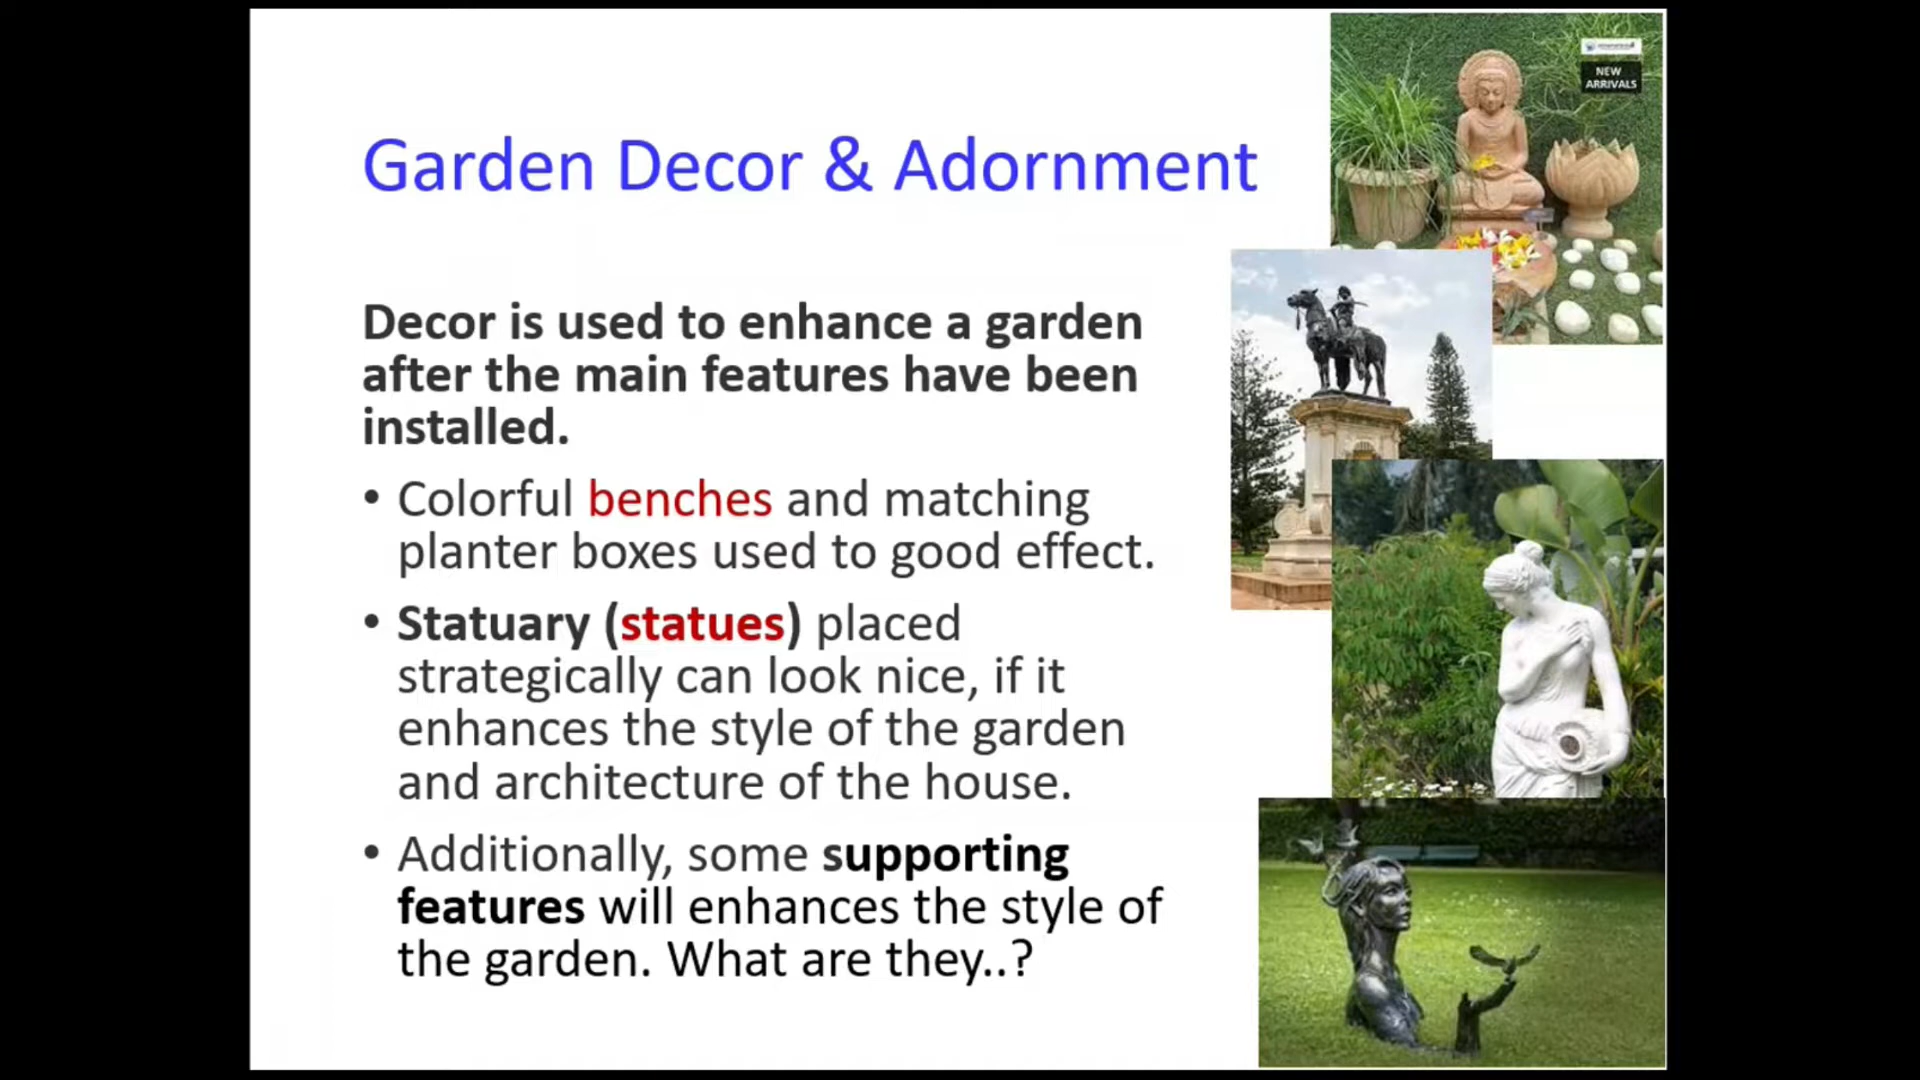 Garden Decor & Adornment
NEW
ARRIVALS
Decor is used to enhance a garden
after the main features have been
installed.
• Colorful benches and matching
planter boxes used to good effect.
• Statuary (statues) placed
strategically can look nice, if it
enhances the style of the garden
and architecture of the house.
• Additionally, some supporting
features will enhances the style of
the garden. What are they..?